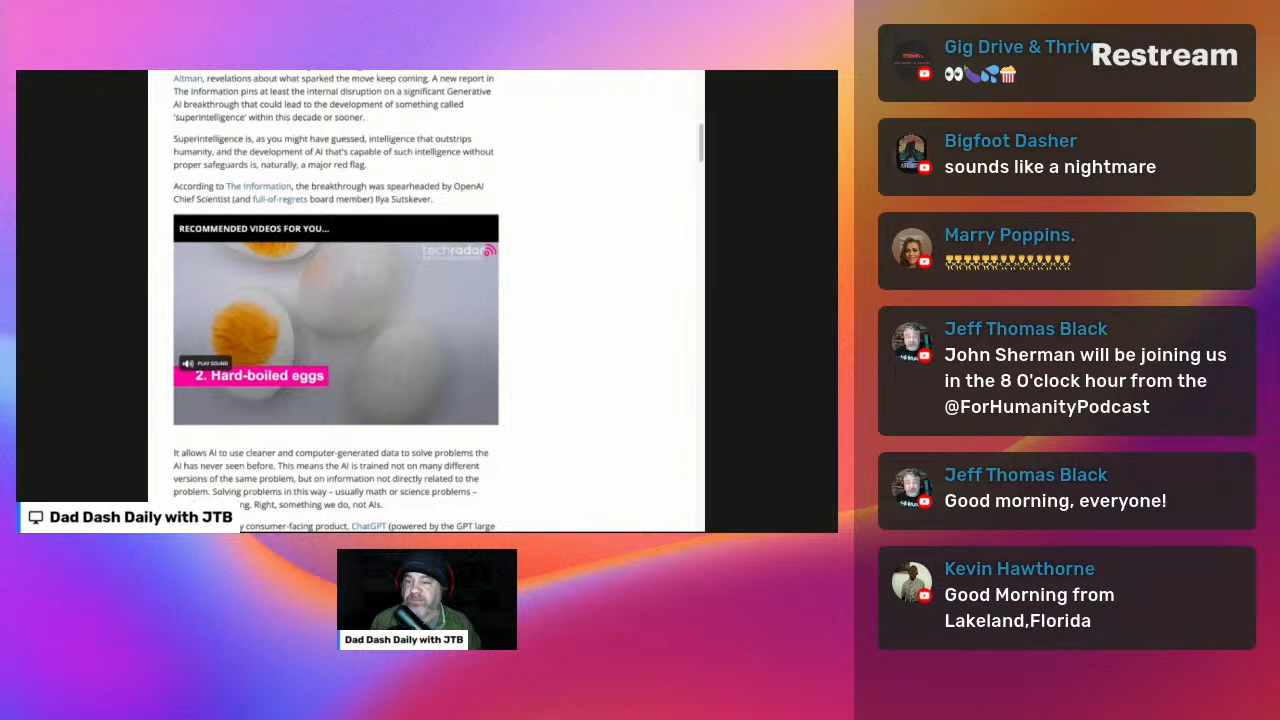 Altman, revelations about what sparked the move keep coming. A new report in
The Information pins at least the internal disruption on a significant Generative
AI breakthrough that could lead to the development of something called
'superintelligence' within this decade or sooner.
Superintelligence is, as you might have guessed, intelligence that outstrips
humanity, and the development of AI that's capable of such intelligence without
proper safeguards is, naturally, a major red flag.
According to The Information, the breakthrough was spearheaded by OpenAI
Chief Scientist (and full-of-regrets board member) Ilya Sutskever.
RECOMMENDED VIDEOS FOR YOU...
techradar
PLAY SOUND
2. Hard-boiled eggs
It allows AI to use cleaner and computer-generated data to solve problems the
AI has never seen before. This means the AI is trained not on many different
versions of the same problem, but on information not directly related to the
problem. Solving problems in this way – usually math or science problems –
ng. Right, something we do, not AIs.
y consumer-facing product, ChatGPT (powered by the GPT large
Dad Dash Daily with JTB
Dad Dash Daily with JTB
Restream
Gig Drive & Thrive
👀🍆💦🍿
Bigfoot Dasher
sounds like a nightmare
Marry Poppins.
Jeff Thomas Black
John Sherman will be joining us
in the 8 O'clock hour from the
@ForHumanityPodcast
Jeff Thomas Black
Good morning, everyone!
Kevin Hawthorne
Good Morning from
Lakeland,Florida